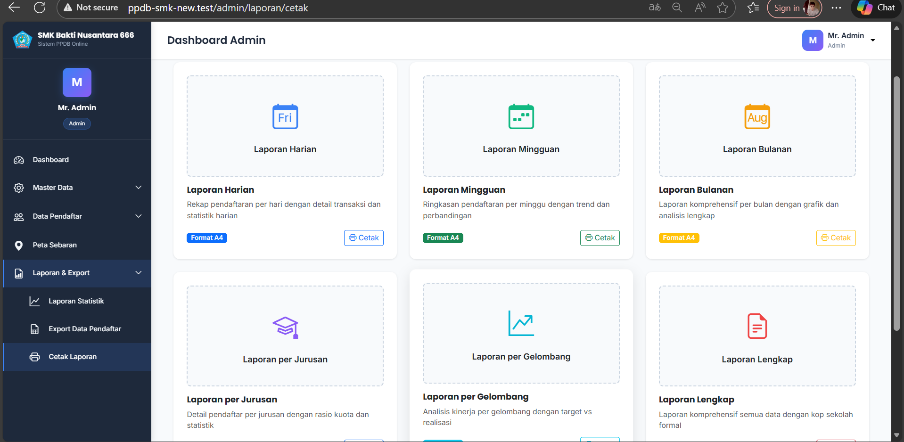 Not secure
ppdb-smk-new.test/admin/laporan/cetak
Sign in
Chat
SMK Bakti Nusantara 666
Sistem PPDB Online
M
Mr. Admin
Admin
Dashboard
Master Data
Data Pendaftar
Peta Sebaran
Laporan & Export
Laporan Statistik
Export Data Pendaftar
Cetak Laporan
Dashboard Admin
M
Mr. Admin
Admin
Fri
Laporan Harian
Laporan Harian
Rekap pendaftaran per hari dengan detail transaksi dan
statistik harian
Format A4
Cetak
Laporan Mingguan
Laporan Mingguan
Ringkasan pendaftaran per minggu dengan trend dan
perbandingan
Format A4
Cetak
Aug
Laporan Bulanan
Laporan Bulanan
Laporan komprehensif per bulan dengan grafik dan
analisis lengkap
Format A4
Cetak
Laporan per Jurusan
Laporan per Jurusan
Detail pendaftar per jurusan dengan rasio kuota dan
statistik
Laporan per Gelombang
Laporan per Gelombang
Analisis kinerja per gelombang dengan target vs
realisasi
Laporan Lengkap
Laporan Lengkap
Laporan komprehensif semua data dengan kop sekolah
formal